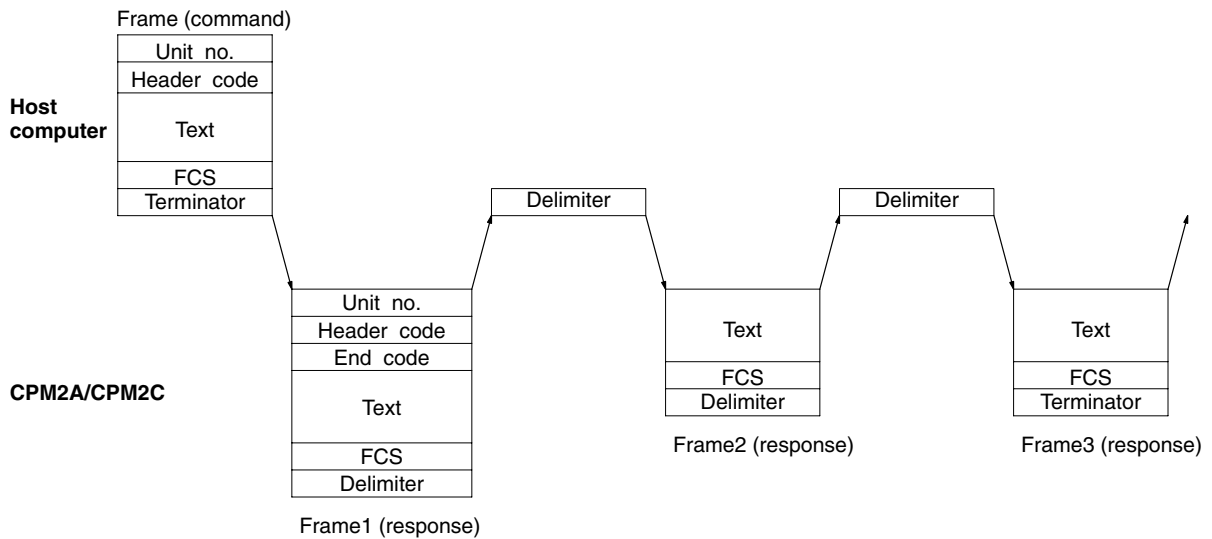 Frame (command)
Unit no.
Header code
Host
computer
Text
FCS
Terminator
Delimiter
Delimiter
CPM2A/CPM2C
Unit no.
Header code
End code
Text
FCS
Delimiter
Frame1 (response)
Text
FCS
Delimiter
Frame2 (response)
Text
FCS
Terminator
Frame3 (response)